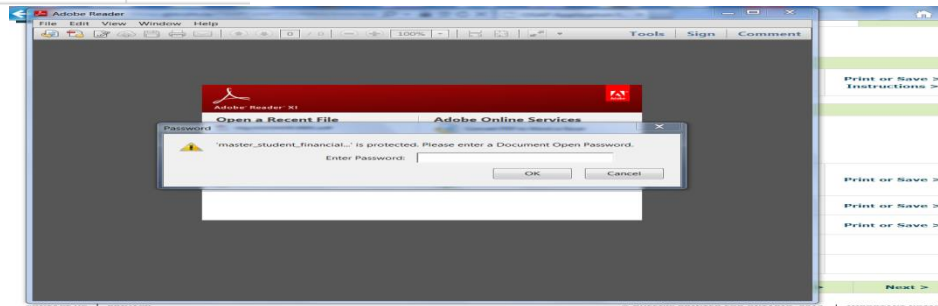 Adobe Reader
File Edit View Window Help
0 / 0 100% Tools Sign Comment
Print or Save >
Instructions >
Adobe Reader XI
Open a Recent File Adobe Online Services
Password
'master_student_financial...' is protected. Please enter a Document Open Password.
Enter Password:
OK Cancel
Print or Save >
Print or Save >
Print or Save >
Next >